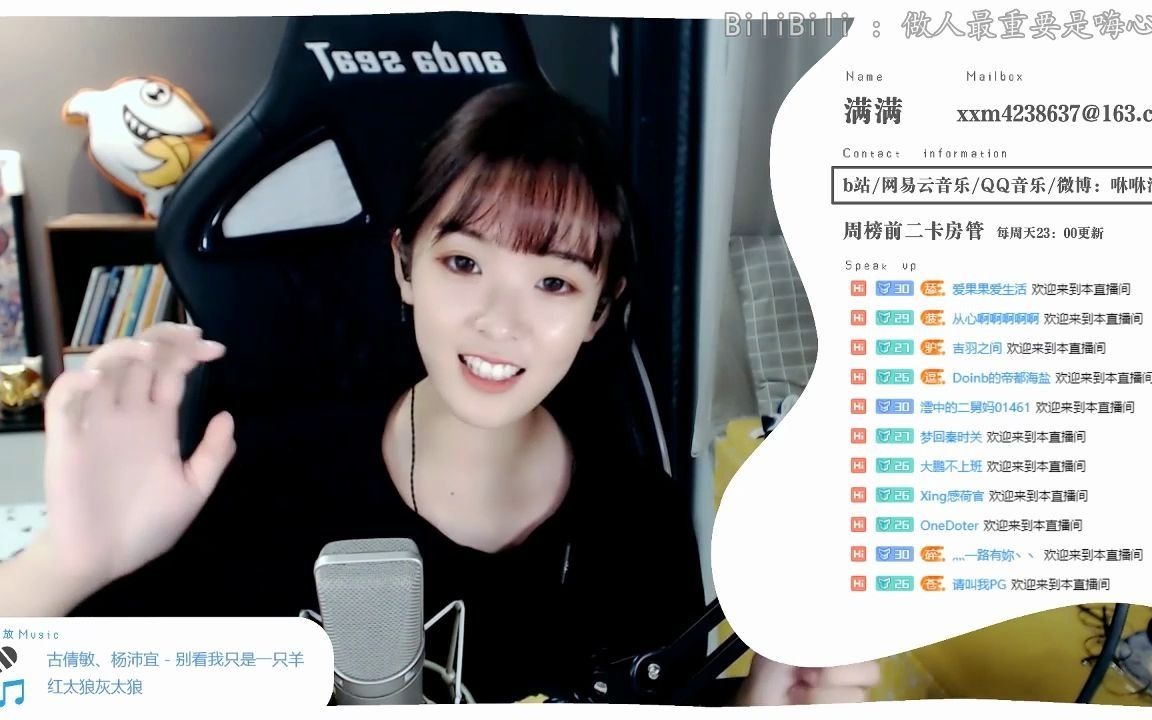 BiliBili ：做人最重要是嗨心
Tseᴤ ɒbnɒ
Name Mailbox
满满 xxm4238637@163.c
Contact information
b站/网易云音乐/QQ音乐/微博：咻咻
周榜前二卡房管 每周天23：00更新
Speak up
Hi 30 爱果果爱生活 欢迎来到本直播间
Hi 29 菠 从心啊啊啊啊啊 欢迎来到本直播间
Hi 27 驴 吉羽之间 欢迎来到本直播间
Hi 26 逗 Doinb的帝都海盐 欢迎来到本直播间
Hi 30 澪中的二舅妈01461 欢迎来到本直播间
Hi 27 梦回秦时关 欢迎来到本直播间
Hi 26 大鹏不上班 欢迎来到本直播间
Hi 26 Xing感荷官 欢迎来到本直播间
Hi 26 OneDoter 欢迎来到本直播间
Hi 30 灬一路有妳丶丶 欢迎来到本直播间
Hi 26 苍 请叫我PG 欢迎来到本直播间
放 Music
古倩敏、杨沛宜 - 别看我只是一只羊
红太狼灰太狼